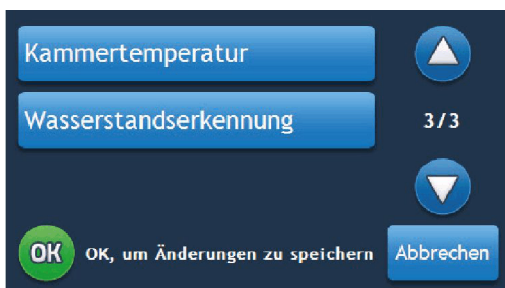 Kammertemperatur
Wasserstandserkennung
3/3
OK OK, um Änderungen zu speichern Abbrechen